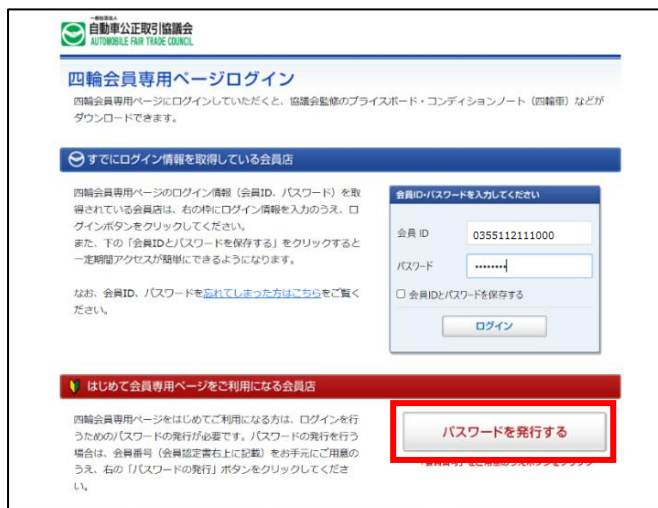 一般社団法人
自動車公正取引協議会
AUTOMOBILE FAIR TRADE COUNCIL
四輪会員専用ページログイン
四輪会員専用ページにログインしていただくと、協議会監修のプライスボード・コンディションノート（四輪車）などが
ダウンロードできます。
すでにログイン情報を取得している会員店
四輪会員専用ページのログイン情報（会員ID、パスワード）を取
得されている会員店は、右の枠にログイン情報を入力のうえ、ロ
グインボタンをクリックしてください。
また、下の「会員IDとパスワードを保存する」をクリックすると
一定期間アクセスが簡単にできるようになります。
なお、会員ID、パスワードを忘れてしまった方はこちらをご覧く
ださい。
会員ID・パスワードを入力してください
会員 ID 0355112111000
パスワード ••••••••
会員IDとパスワードを保存する
ログイン
はじめて会員専用ページをご利用になる会員店
四輪会員専用ページをはじめてご利用になる方は、ログインを行
うためのパスワードの発行が必要です。パスワードの発行を行う
場合は、会員番号（会員認定書右上に記載）をお手元にご用意の
うえ、右の「パスワードの発行」ボタンをクリックしてくださ
い。
パスワードを発行する
「会員番号」をご用意のうえボタンをクリック